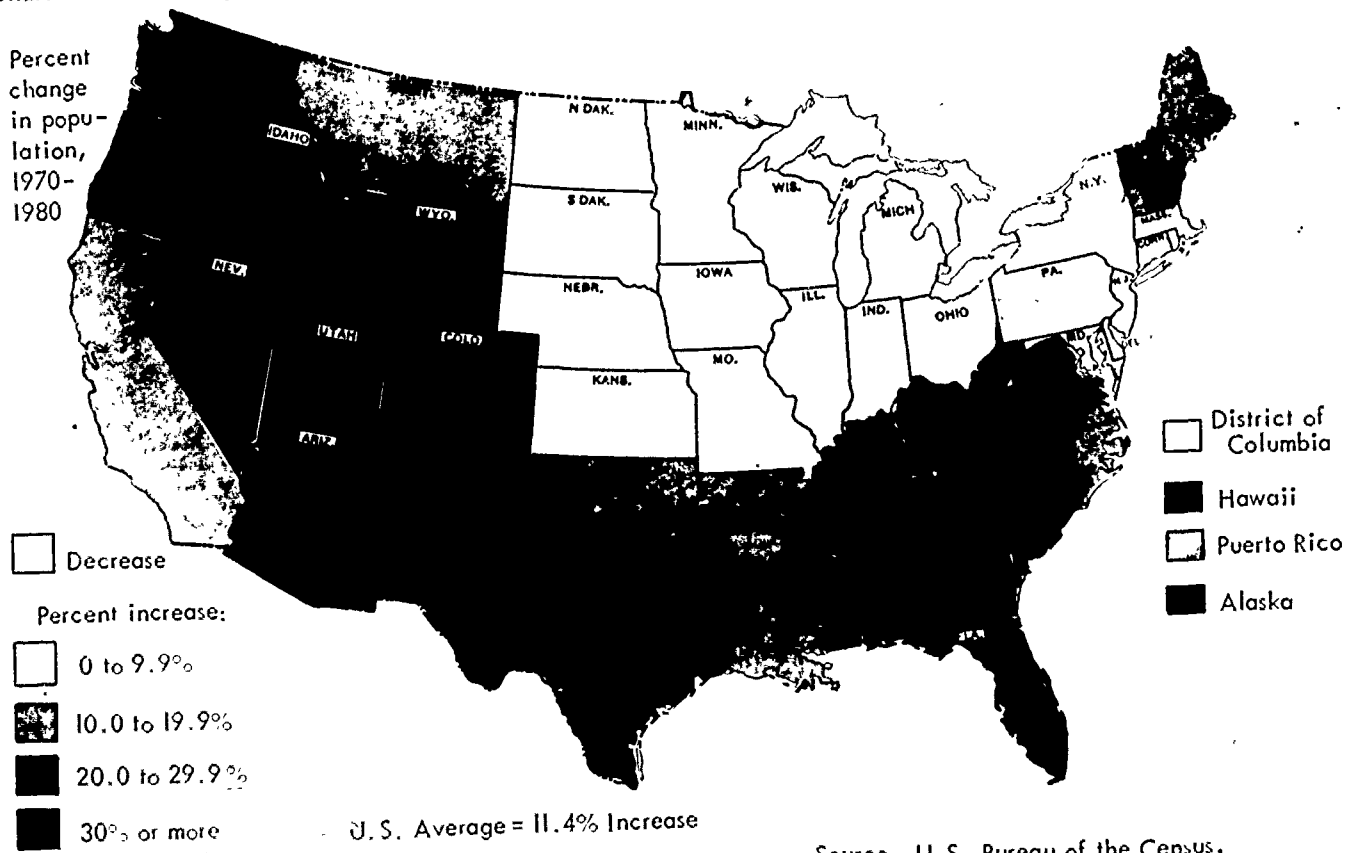 Percent
change
in popu-
lation,
1970-
1980
N DAK.
MINN.
IDAHO
WIS.
N.Y.
S DAK.
WYO.
MICH
MASS.
CONN
NEV.
IOWA
NEBR.
PA.
N J.
ILL.
IND.
OHIO
UTAH
COLO.
MD.
MO.
KANS.
ARIZ.
District of
Columbia
Hawaii
Puerto Rico
Alaska
Decrease
Percent increase:
0 to 9.9%
10.0 to 19.9%
20.0 to 29.9%
30% or more
U.S. Average = 11.4% Increase
Source U.S. Bureau of the Census.